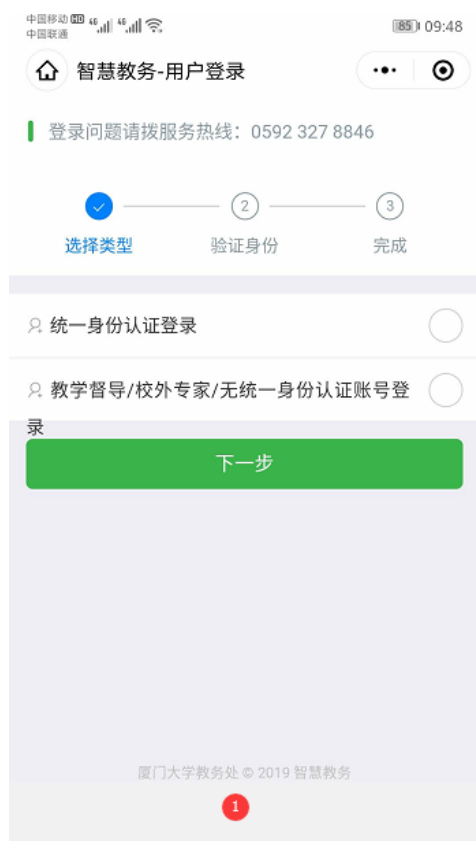 中国移动 HD 46 46
中国联通
85 09:48
智慧教务-用户登录
登录问题请拨服务热线：0592 327 8846
2 3
选择类型 验证身份 完成
统一身份认证登录
教学督导/校外专家/无统一身份认证账号登
录
下一步
厦门大学教务处 © 2019 智慧教务
1